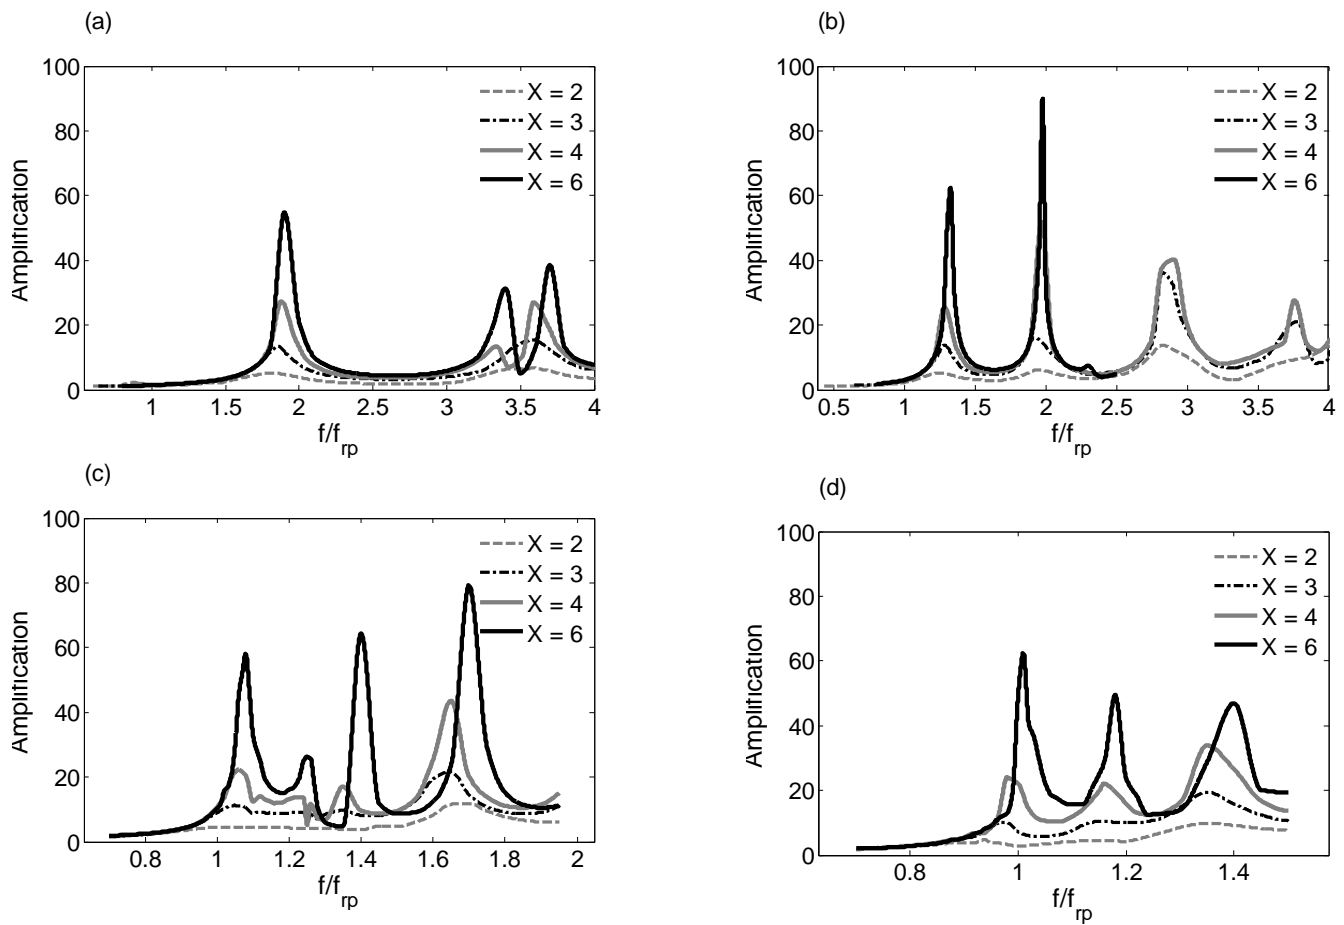 (a)
100
80
60
40
20
0
Amplification
X = 2
X = 3
X = 4
X = 6
1 1.5 2 2.5 3 3.5 4
f/frp
(b)
100
80
60
40
20
0
Amplification
X = 2
X = 3
X = 4
X = 6
0.5 1 1.5 2 2.5 3 3.5 4
f/frp
(c)
100
80
60
40
20
0
Amplification
X = 2
X = 3
X = 4
X = 6
0.8 1 1.2 1.4 1.6 1.8 2
f/frp
(d)
100
80
60
40
20
0
Amplification
X = 2
X = 3
X = 4
X = 6
0.8 1 1.2 1.4
f/frp